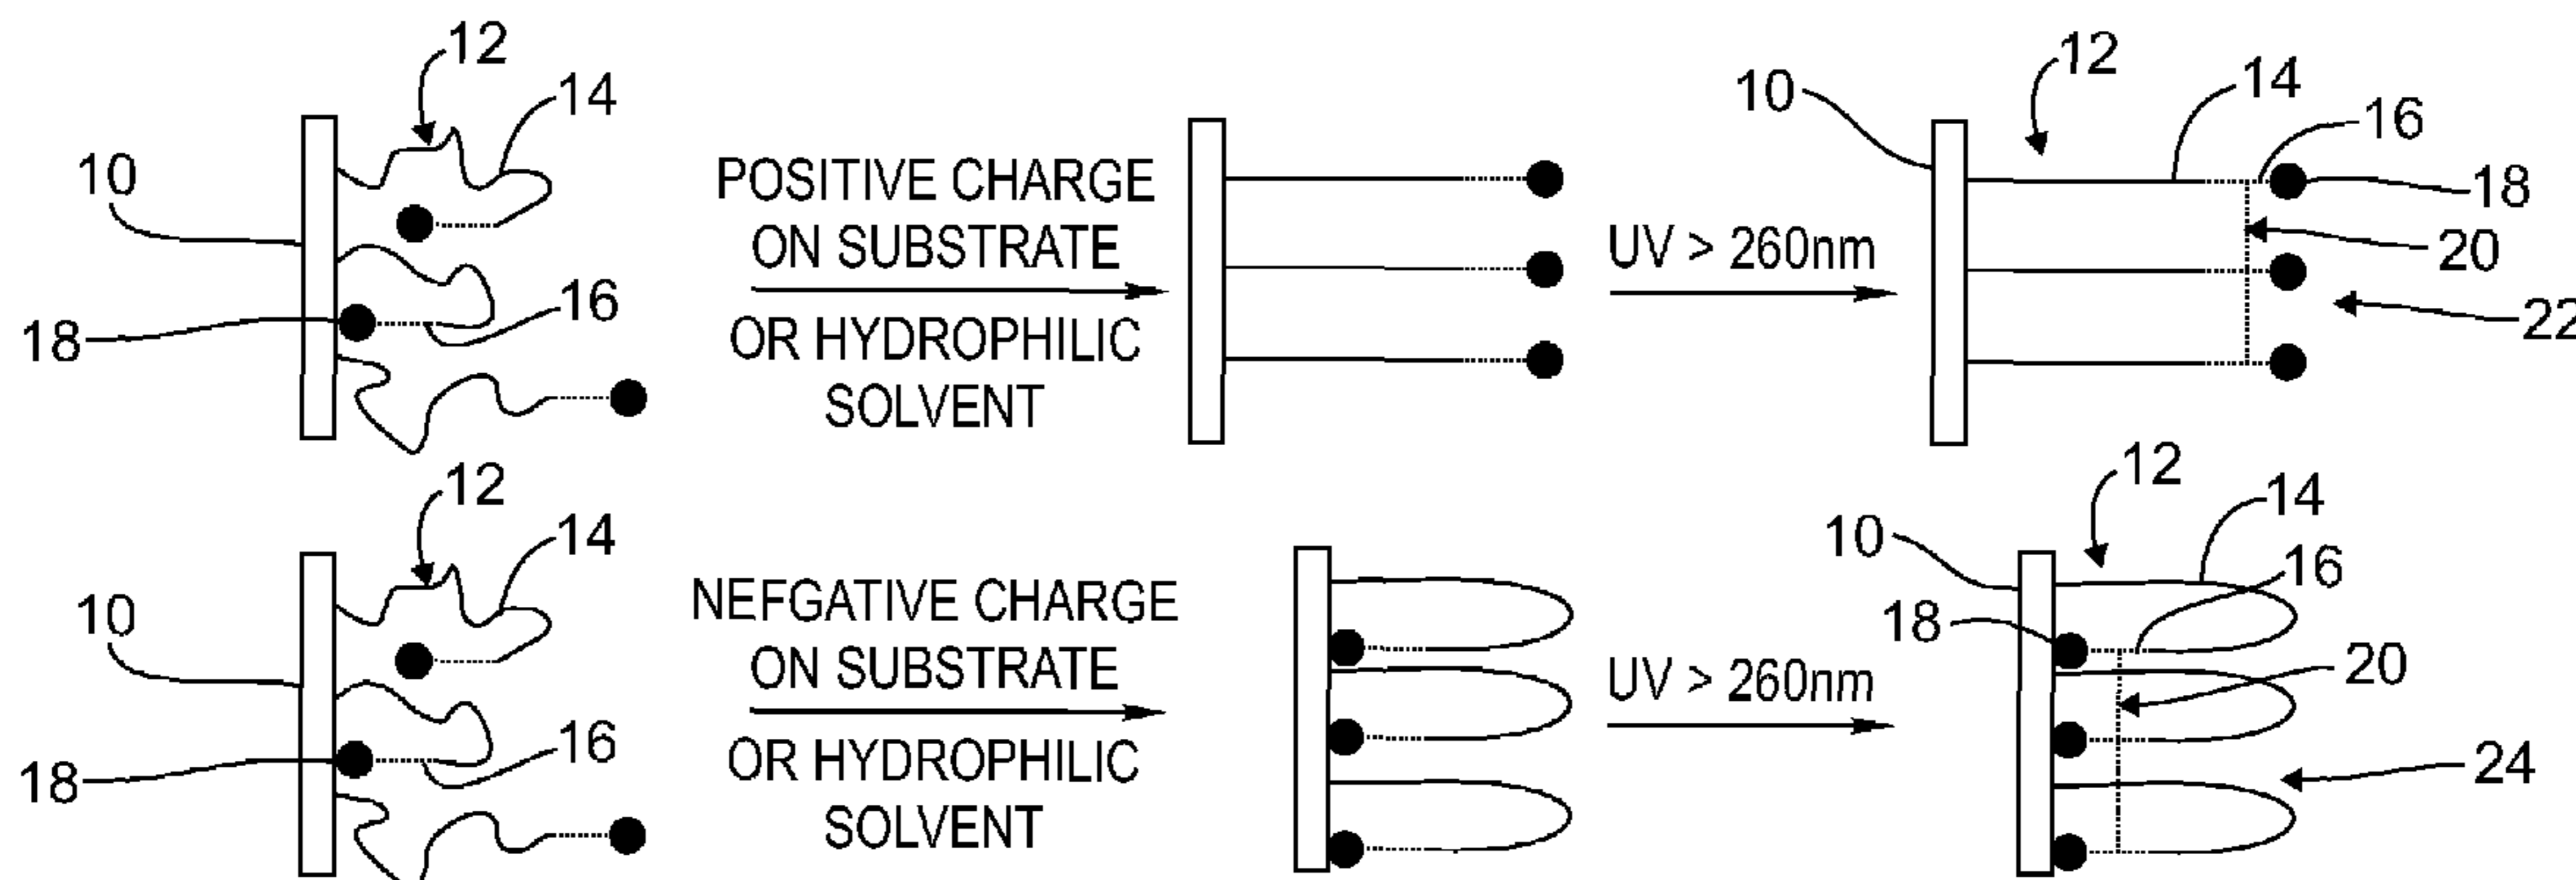 12
14
10
18
16
POSITIVE CHARGE
ON SUBSTRATE
OR HYDROPHILIC
SOLVENT
UV > 260nm
10
12
14
16
18
20
22
12
14
10
18
16
NEFGATIVE CHARGE
ON SUBSTRATE
OR HYDROPHILIC
SOLVENT
UV > 260nm
10
12
14
16
18
20
24